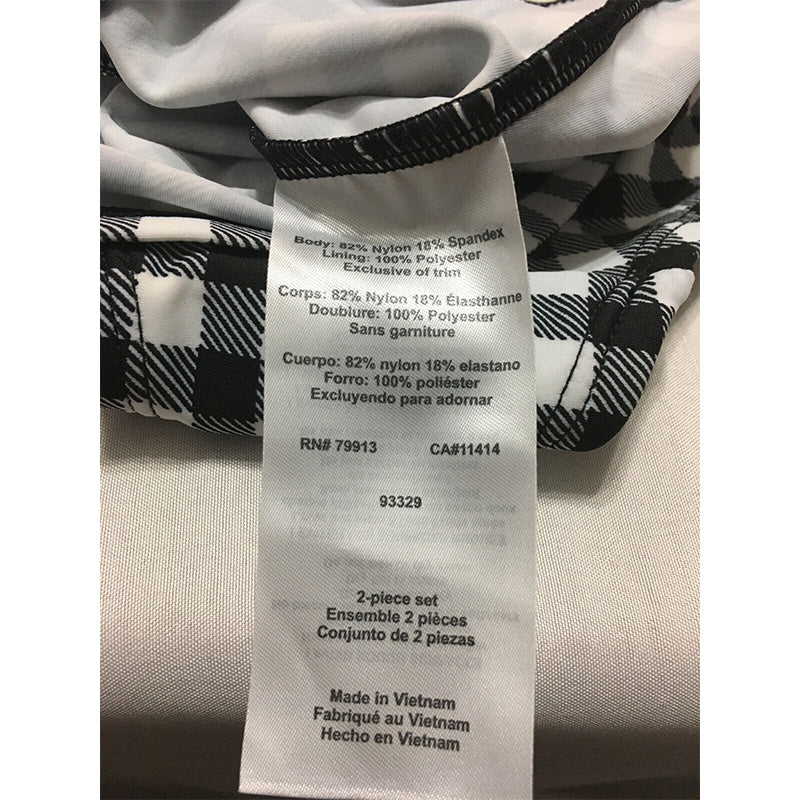 Body: 82% Nylon 18% Spandex
Lining: 100% Polyester
Exclusive of trim
Corps: 82% Nylon 18% Élasthanne
Doublure: 100% Polyester
Sans garniture
Cuerpo: 82% nylon 18% elastano
Forro: 100% poliéster
Excluyendo para adornar
RN# 79913 CA#11414
93329
2-piece set
Ensemble 2 pièces
Conjunto de 2 piezas
Made in Vietnam
Fabriqué au Vietnam
Hecho en Vietnam